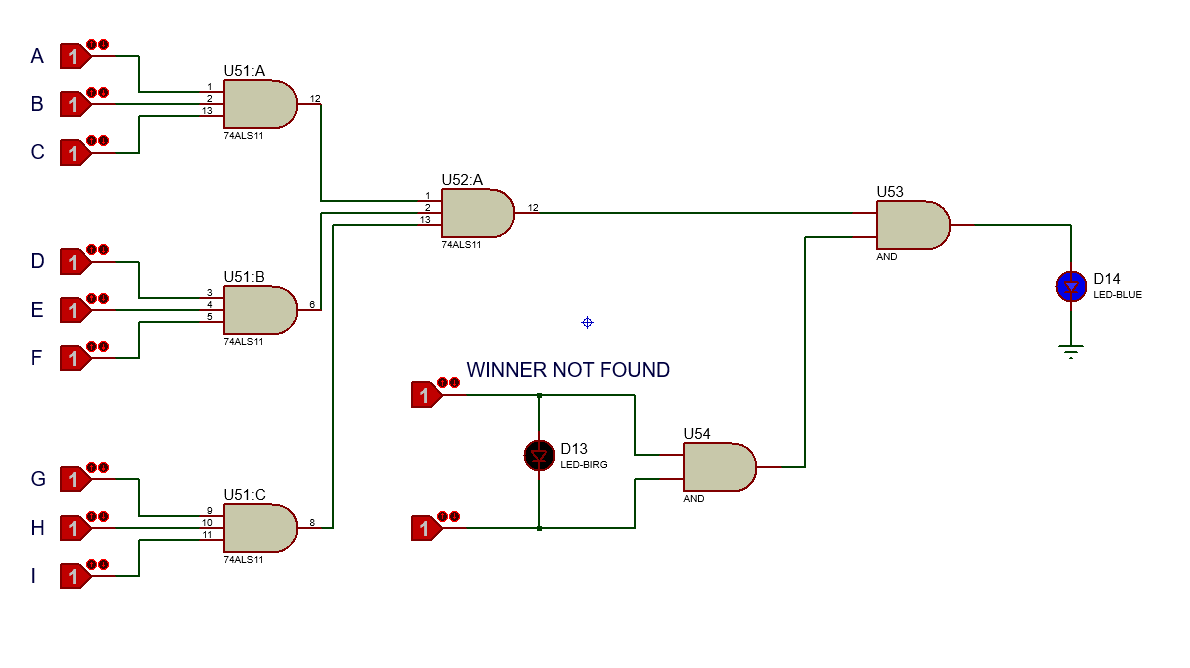 A
1
U51:A
1
2
13
12
74ALS11
B
1
C
1
U52:A
1
2
13
12
74ALS11
U53
AND
D
1
U51:B
3
4
5
6
74ALS11
E
1
F
1
D14
LED-BLUE
WINNER NOT FOUND
1
D13
LED-BIRG
U54
AND
1
G
1
U51:C
9
10
11
8
74ALS11
H
1
I
1